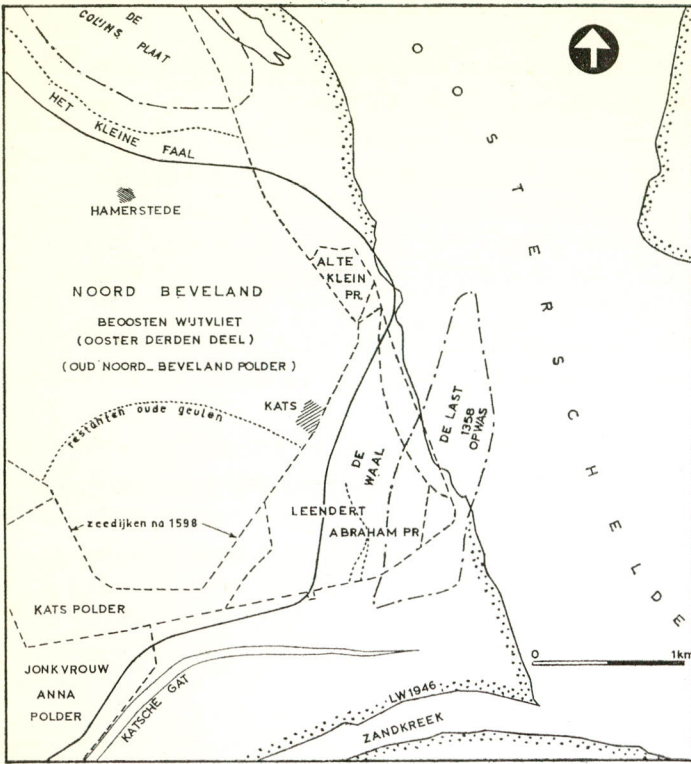 DE
COLIJNS PLAAT
HET KLEINE FAAL
OOSTERSCHELDE
HAMERSTEDE
ALTE
KLEIN
PR.
NOORD BEVELAND
BEOOSTEN WIJTVLIET
(OOSTER DERDEN DEEL)
(OUD NOORD_BEVELAND POLDER)
KATS
restanten oude geulen
DE WAAL
DE LAST
1358
OPWAS
zeedijken na 1598
LEENDERT
ABRAHAM PR.
KATS POLDER
0 1km
JONKVROUW
ANNA
POLDER
KATSCHE GAT
LW1946
ZANDKREEK